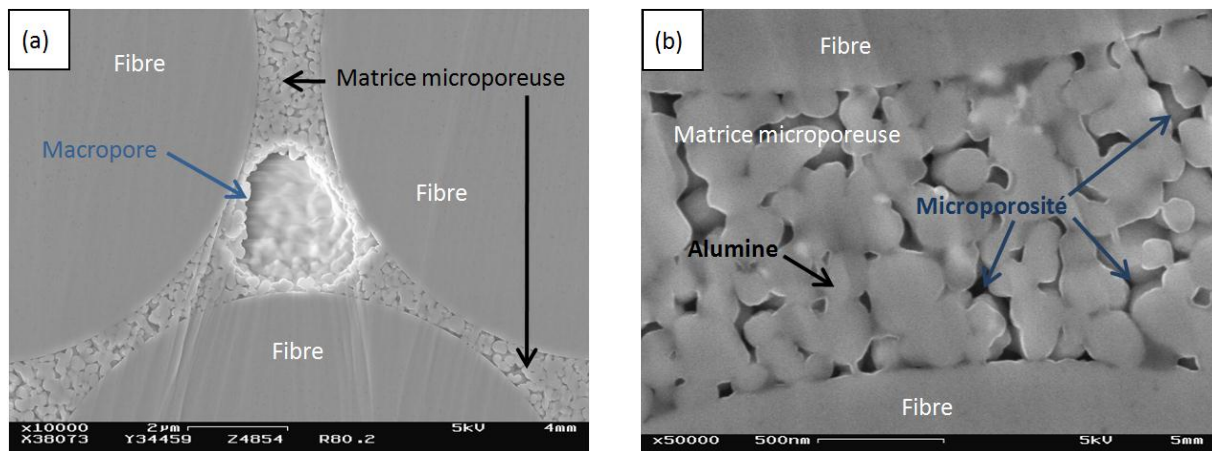 (a)
Fibre
Matrice microporeuse
Macropore
Fibre
Fibre
x10000 2µm 5kV 4mm
X38073 Y34459 Z4854 R80.2
(b)
Fibre
Matrice microporeuse
Microporosité
Alumine
Fibre
x50000 500nm 5kV 5mm